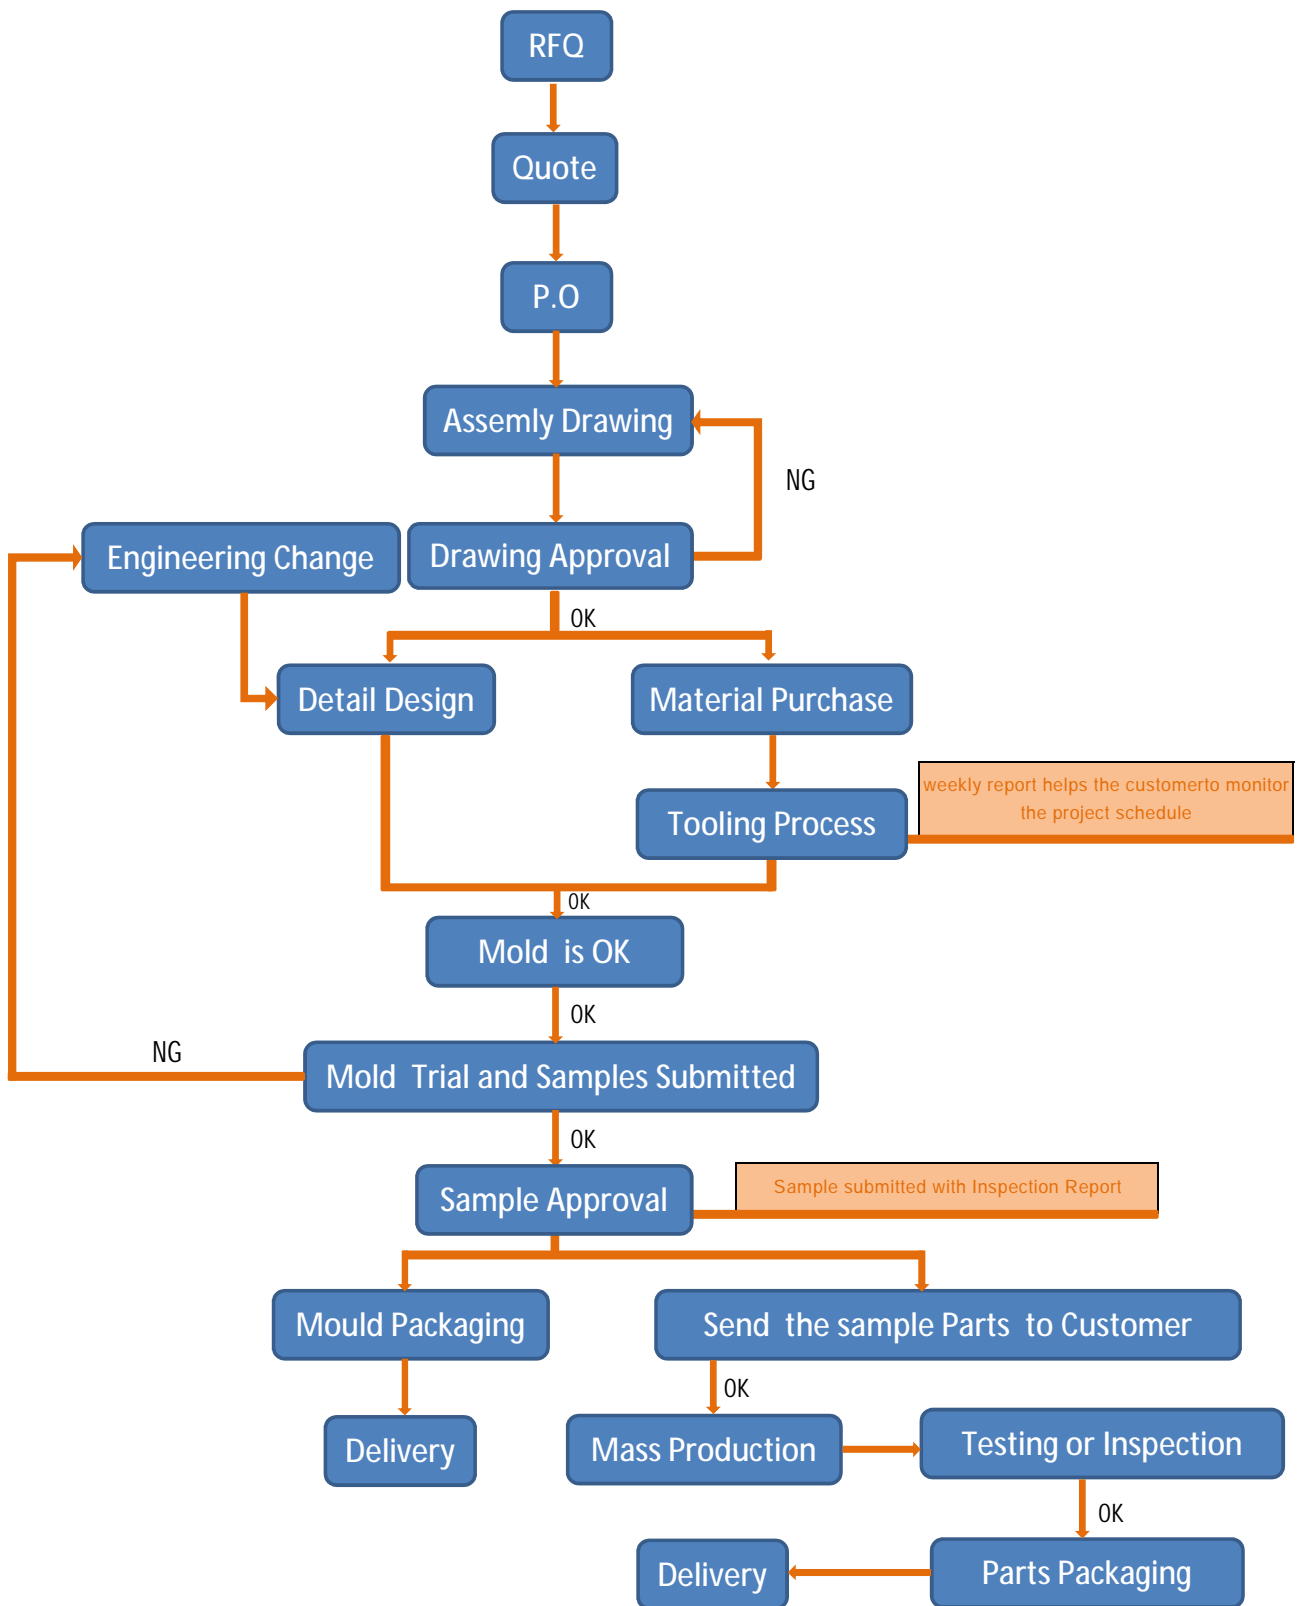 RFQ
Quote
P.O
Assemly Drawing
NG
Engineering Change
Drawing Approval
OK
Detail Design
Material Purchase
weekly report helps the customerto monitor
the project schedule
Tooling Process
OK
Mold is OK
OK
NG
Mold Trial and Samples Submitted
OK
Sample Approval
Sample submitted with Inspection Report
Mould Packaging
Send the sample Parts to Customer
OK
Delivery
Mass Production
Testing or Inspection
OK
Delivery
Parts Packaging